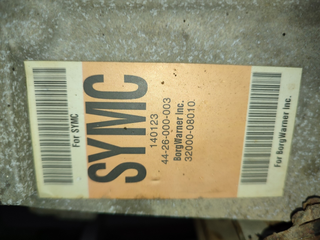 For SYMC
SYMC
140123
44-26-000-003
BorgWarner Inc.
32000-08010
For BorgWarner Inc.